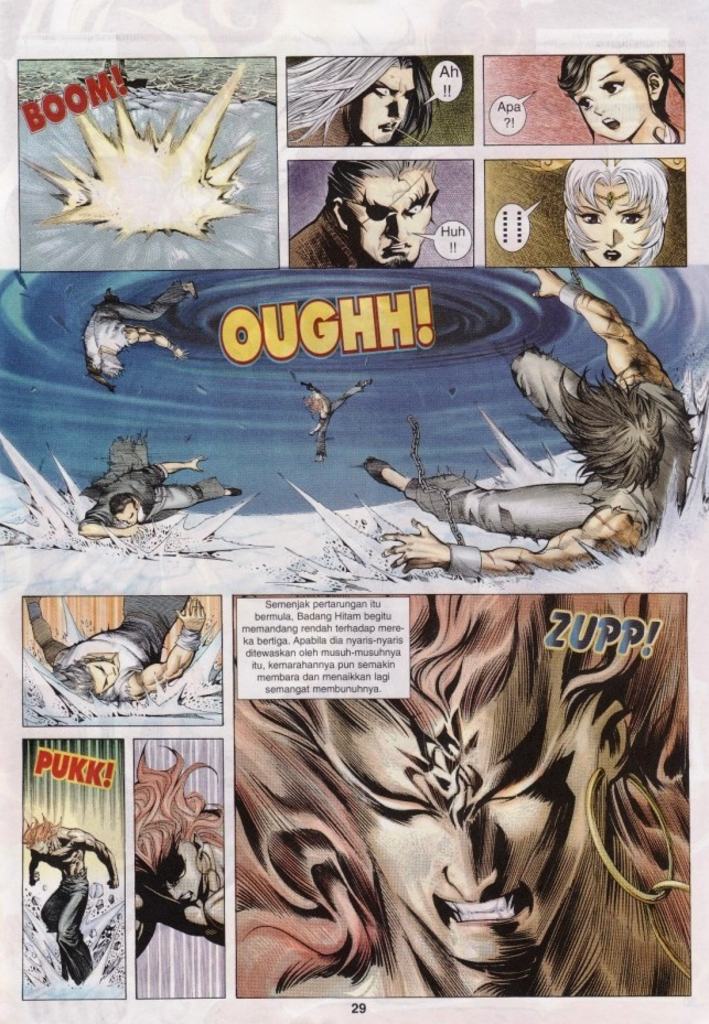 BOOM!
Ah
!!
Apa
?!
Huh
!!
OUGHH!
Semenjak pertarungan itu
bermula, Badang Hitam begitu
memandang rendah terhadap mere-
ka bertiga. Apabila dia nyaris-nyaris
ditewaskan oleh musuh-musuhnya
itu, kemarahannya pun semakin
membara dan menaikkan lagi
semangat membunuhnya.
ZUPP!
PUKK!
29